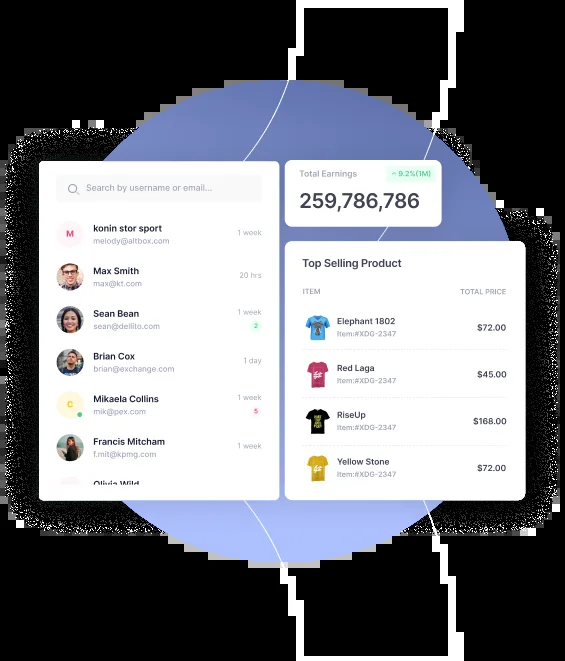 Search by username or email...
M
konin stor sport
melody@altbox.com
1 week
Max Smith
max@kt.com
20 hrs
Sean Bean
sean@dellito.com
1 week
2
Brian Cox
brian@exchange.com
1 day
C
Mikaela Collins
mik@pex.com
1 week
5
Francis Mitcham
f.mit@kpmg.com
1 week
Olivia Wild
Total Earnings
9.2%(1M)
259,786,786
Top Selling Product
ITEM
TOTAL PRICE
Elephant 1802
Item:#XDG-2347
$72.00
Red Laga
Item:#XDG-2347
$45.00
RiseUp
Item:#XDG-2347
$168.00
Yellow Stone
Item:#XDG-2347
$72.00